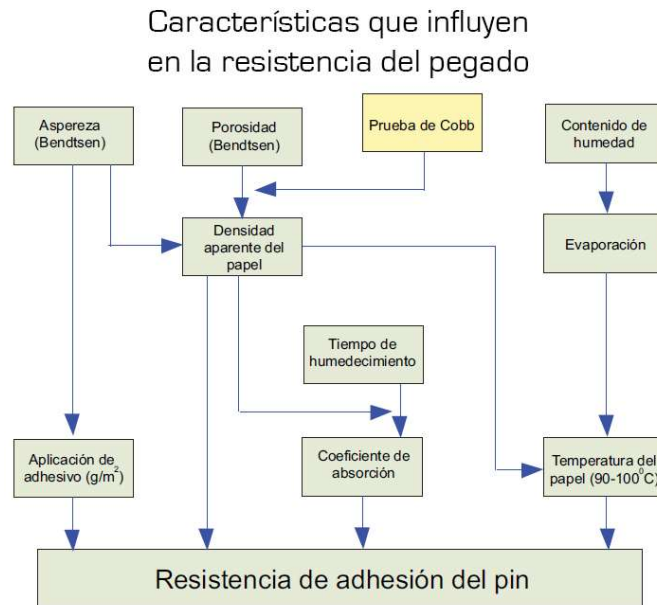 Características que influyen
en la resistencia del pegado
Aspereza
(Bendtsen)
Porosidad
(Bendtsen)
Prueba de Cobb
Contenido de
humedad
Densidad
aparente del
papel
Evaporación
Tiempo de
humedecimiento
Aplicación de
adhesivo (g/m²)
Coeficiente de
absorción
Temperatura del
papel (90-100⁰C)
Resistencia de adhesión del pin